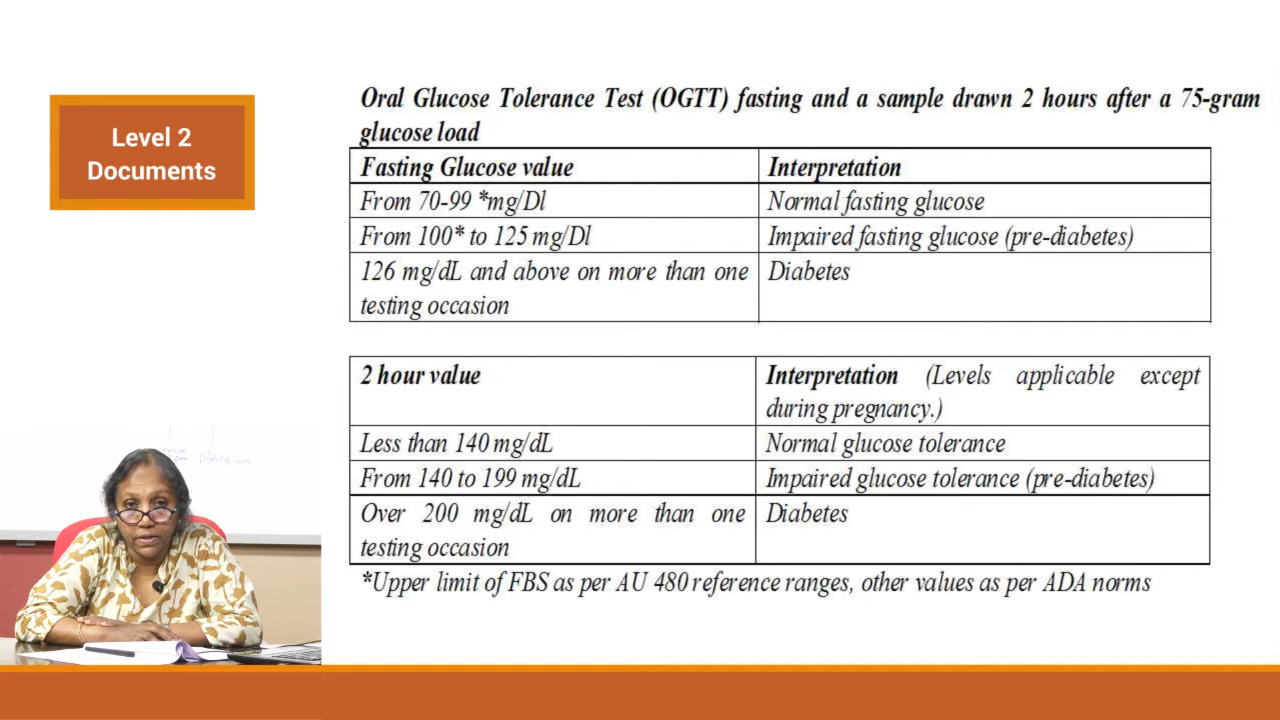 Level 2
Documents
Oral Glucose Tolerance Test (OGTT) fasting and a sample drawn 2 hours after a 75-gram
glucose load
Fasting Glucose value
Interpretation
From 70-99 *mg/Dl
Normal fasting glucose
From 100* to 125 mg/Dl
Impaired fasting glucose (pre-diabetes)
126 mg/dL and above on more than one
testing occasion
Diabetes
2 hour value
Interpretation (Levels applicable except
during pregnancy.)
Less than 140 mg/dL
Normal glucose tolerance
From 140 to 199 mg/dL
Impaired glucose tolerance (pre-diabetes)
Over 200 mg/dL on more than one
testing occasion
Diabetes
*Upper limit of FBS as per AU 480 reference ranges, other values as per ADA norms